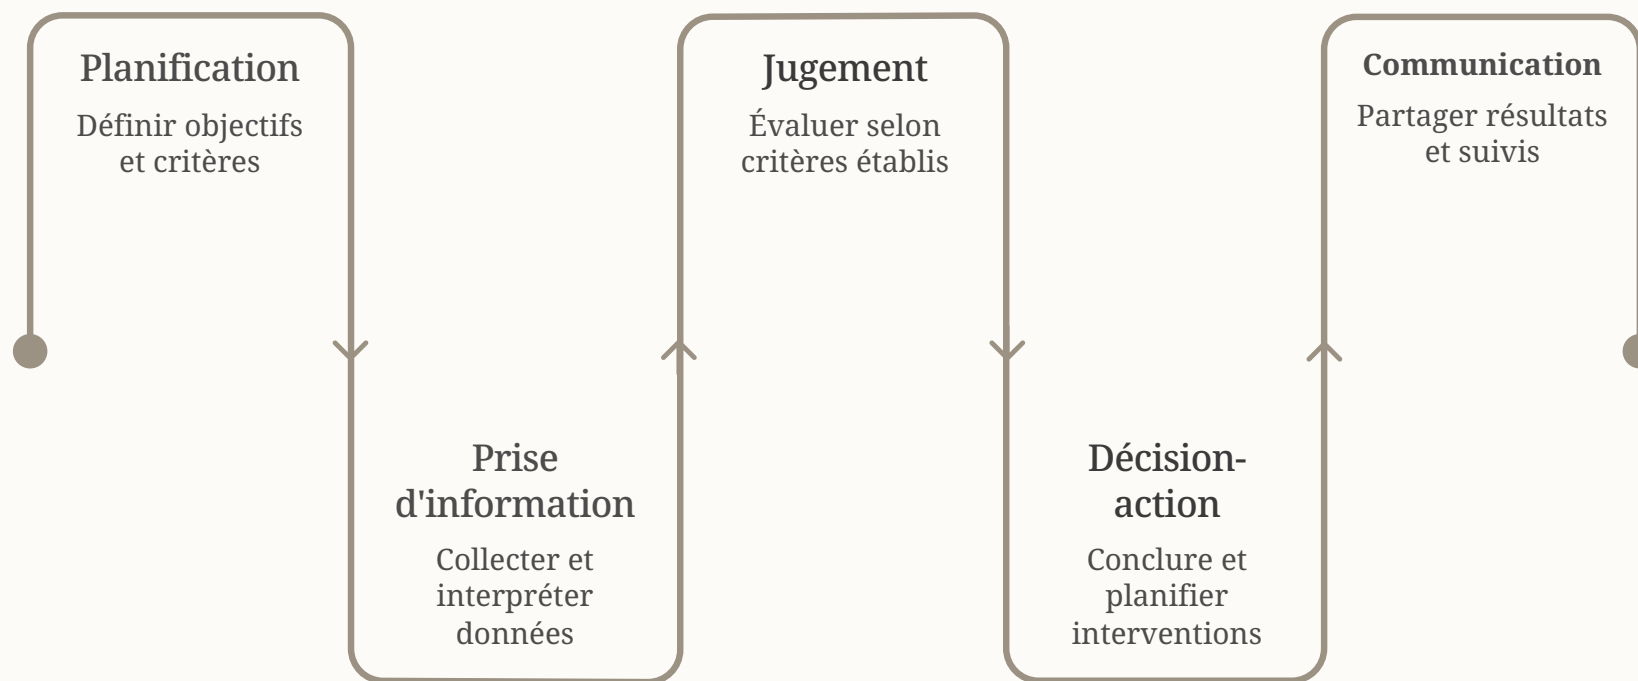 Planification
Définir objectifs
et critères
Prise
d'information
Collecter et
interpréter
données
Jugement
Évaluer selon
critères établis
Décision-
action
Conclure et
planifier
interventions
Communication
Partager résultats
et suivis